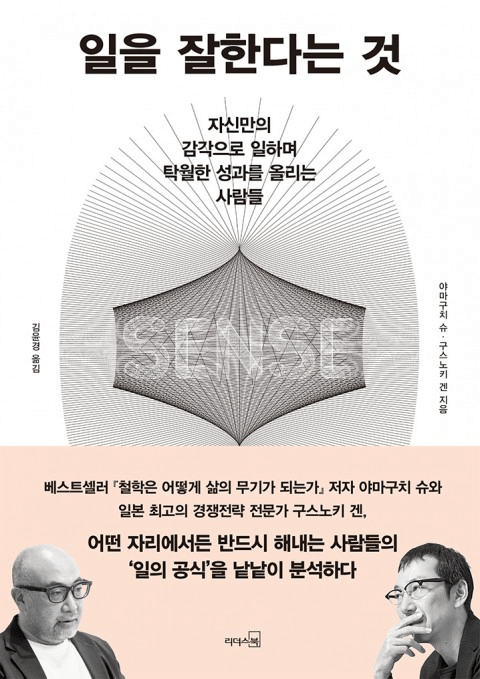 일을 잘한다는 것
자신만의
감각으로 일하며
탁월한 성과를 올리는
사람들
SENSE
야마구치 슈·구스노키 겐 지음
김윤경 옮김
베스트셀러 『철학은 어떻게 삶의 무기가 되는가』 저자 야마구치 슈와
일본 최고의 경쟁전략 전문가 구스노키 겐,
어떤 자리에서든 반드시 해내는 사람들의
‘일의 공식’을 낱낱이 분석하다
리더스북